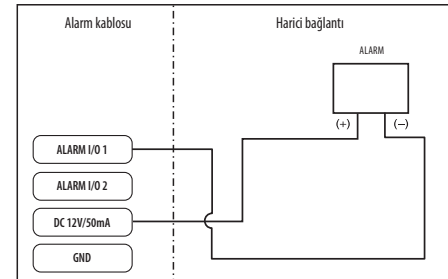 Alarm kablosu
Harici bağlantı
ALARM
(+)
(−)
ALARM I/O 1
ALARM I/O 2
DC 12V/50mA
GND